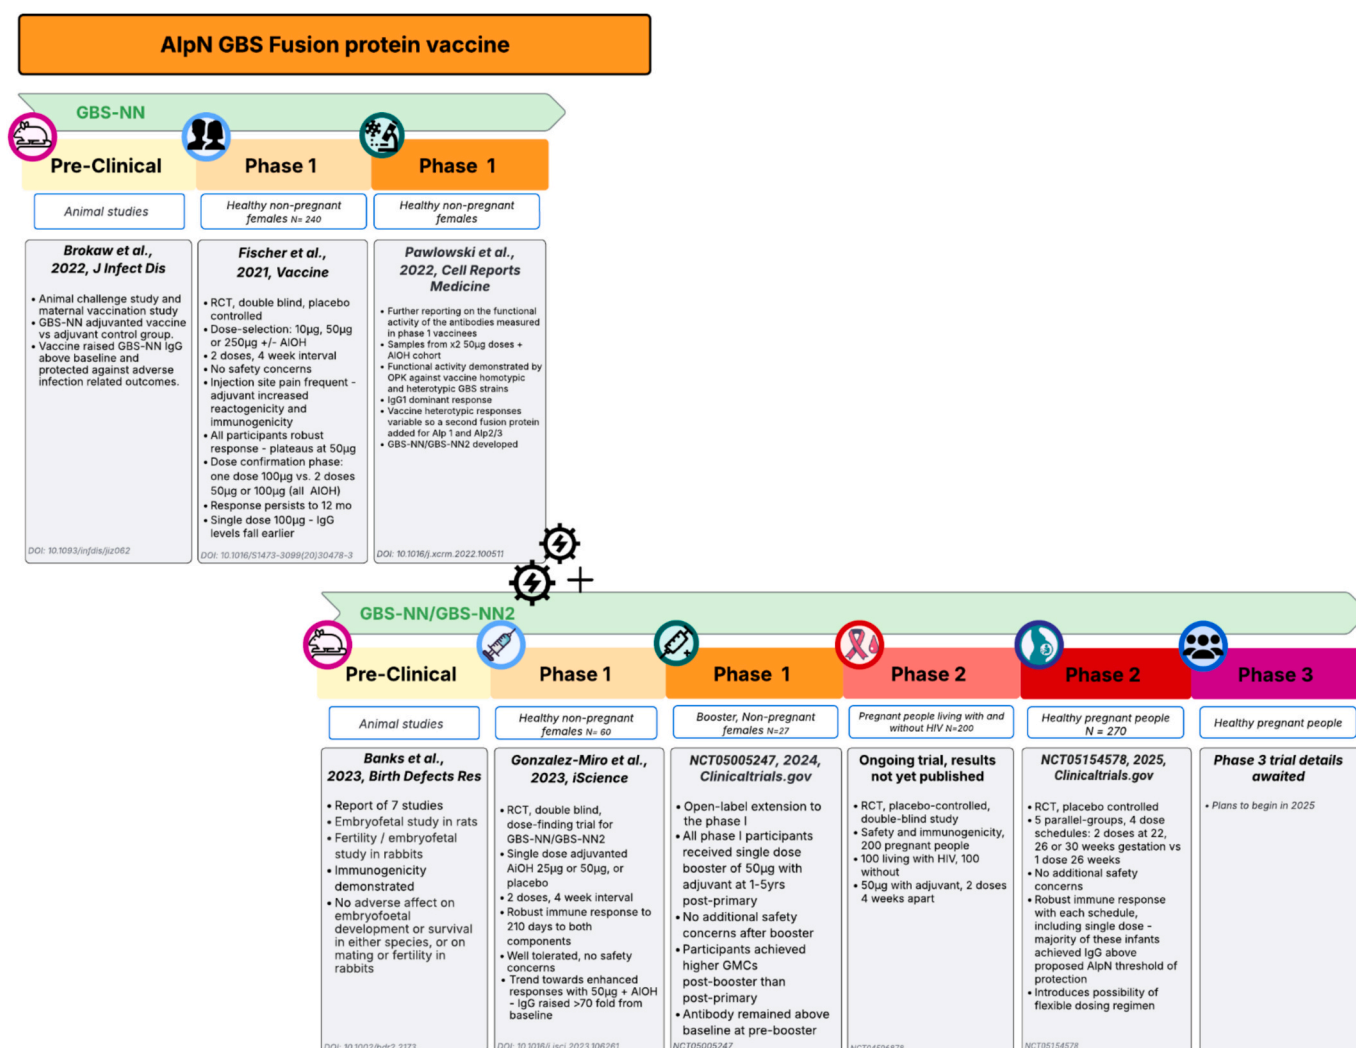 AlpN GBS Fusion protein vaccine
GBS-NN
Pre-Clinical
Animal studies
Brokaw et al.,
2022, J Infect Dis
• Animal challenge study and
maternal vaccination study
• GBS-NN adjuvanted vaccine
vs adjuvant control group.
• Vaccine raised GBS-NN IgG
above baseline and
protected against adverse
infection related outcomes.
DOI: 10.1093/infdis/jiz062
Phase 1
Healthy non-pregnant
females N= 240
Fischer et al.,
2021, Vaccine
• RCT, double blind, placebo
controlled
• Dose-selection: 10µg, 50µg
or 250µg +/- AlOH
• 2 doses, 4 week interval
• No safety concerns
• Injection site pain frequent -
adjuvant increased
reactogenicity and
immunogenicity
• All participants robust
response - plateaus at 50µg
• Dose confirmation phase:
one dose 100µg vs. 2 doses
50µg or 100µg (all AlOH)
• Response persists to 12 mo
• Single dose 100µg - IgG
levels fall earlier
DOI: 10.1016/S1473-3099(20)30478-3
Phase 1
Healthy non-pregnant
females
Pawlowski et al.,
2022, Cell Reports
Medicine
• Further reporting on the functional
activity of the antibodies measured
in phase 1 vaccinees
• Samples from x2 50µg doses +
AlOH cohort
• Functional activity demonstrated by
OPK against vaccine homotypic
and heterotypic GBS strains
• IgG1 dominant response
• Vaccine heterotypic responses
variable so a second fusion protein
added for Alp 1 and Alp2/3
• GBS-NN/GBS-NN2 developed
DOI: 10.1016/j.xcrm.2022.100511
+
GBS-NN/GBS-NN2
Pre-Clinical
Animal studies
Banks et al.,
2023, Birth Defects Res
• Report of 7 studies
• Embryofetal study in rats
• Fertility / embryofetal
study in rabbits
• Immunogenicity
demonstrated
• No adverse affect on
embryofoetal
development or survival
in either species, or on
mating or fertility in
rabbits
DOI: 10.1002/bdr2.2173
Phase 1
Healthy non-pregnant
females N= 60
Gonzalez-Miro et al.,
2023, iScience
• RCT, double blind,
dose-finding trial for
GBS-NN/GBS-NN2
• Single dose adjuvanted
AiOH 25µg or 50µg, or
placebo
• 2 doses, 4 week interval
• Robust immune response to
210 days to both
components
• Well tolerated, no safety
concerns
• Trend towards enhanced
responses with 50µg + AlOH
- IgG raised >70 fold from
baseline
DOI: 10.1016/j.isci.2023.106261
Phase 1
Booster, Non-pregnant
females N=27
NCT05005247, 2024,
Clinicaltrials.gov
• Open-label extension to
the phase I
• All phase I participants
received single dose
booster of 50µg with
adjuvant at 1-5yrs
post-primary
• No additional safety
concerns after booster
• Participants achieved
higher GMCs
post-booster than
post-primary
• Antibody remained above
baseline at pre-booster
NCT05005247
Phase 2
Pregnant people living with and
without HIV N=200
Ongoing trial, results
not yet published
• RCT, placebo-controlled,
double-blind study
• Safety and immunogenicity,
200 pregnant people
• 100 living with HIV, 100
without
• 50µg with adjuvant, 2 doses
4 weeks apart
Phase 2
Healthy pregnant people
N = 270
NCT05154578, 2025,
Clinicaltrials.gov
• RCT, placebo controlled
• 5 parallel-groups, 4 dose
schedules: 2 doses at 22,
26 or 30 weeks gestation vs
1 dose 26 weeks
• No additional safety
concerns
• Robust immune response
with each schedule,
including single dose -
majority of these infants
achieved IgG above
proposed AlpN threshold of
protection
• Introduces possibility of
flexible dosing regimen
NCT05154578
Phase 3
Healthy pregnant people
Phase 3 trial details
awaited
• Plans to begin in 2025